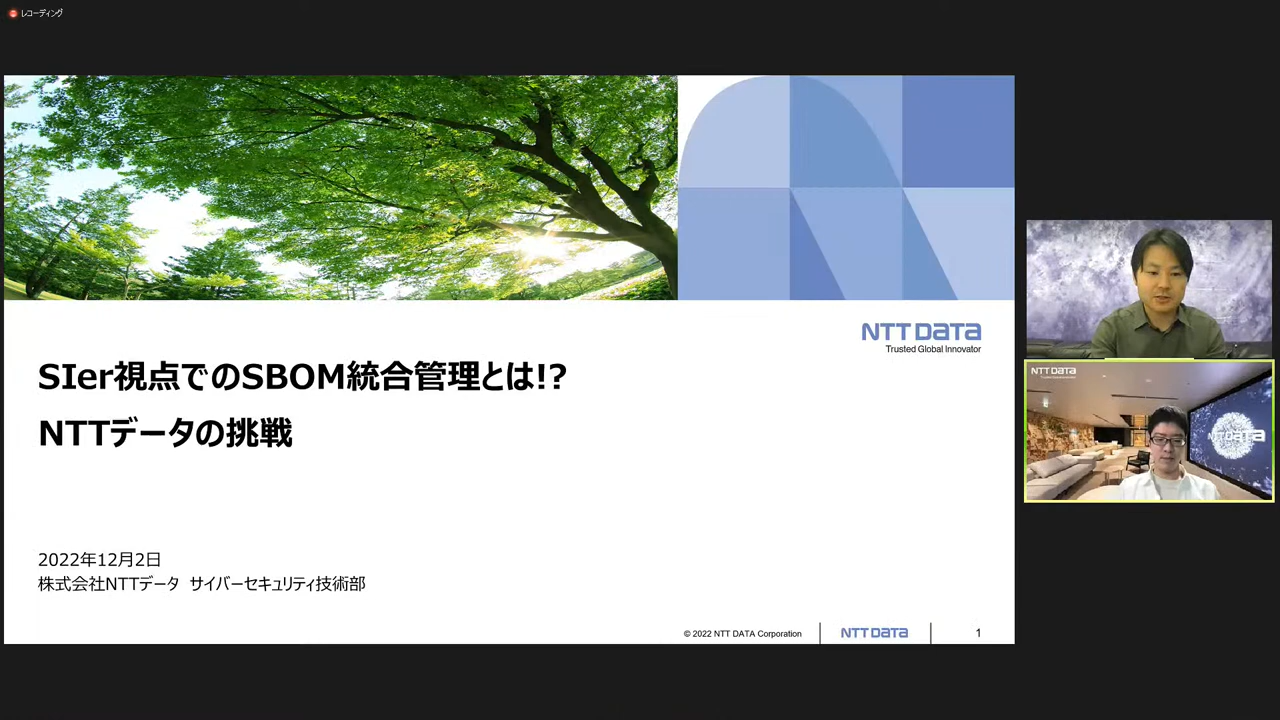 レコーディング
NTT DATA
Trusted Global Innovator
SIer視点でのSBOM統合管理とは!?
NTTデータの挑戦
2022年12月2日
株式会社NTTデータ サイバーセキュリティ技術部
© 2022 NTT DATA Corporation
NTT DATA
1
NTT DATA
NTT DATA